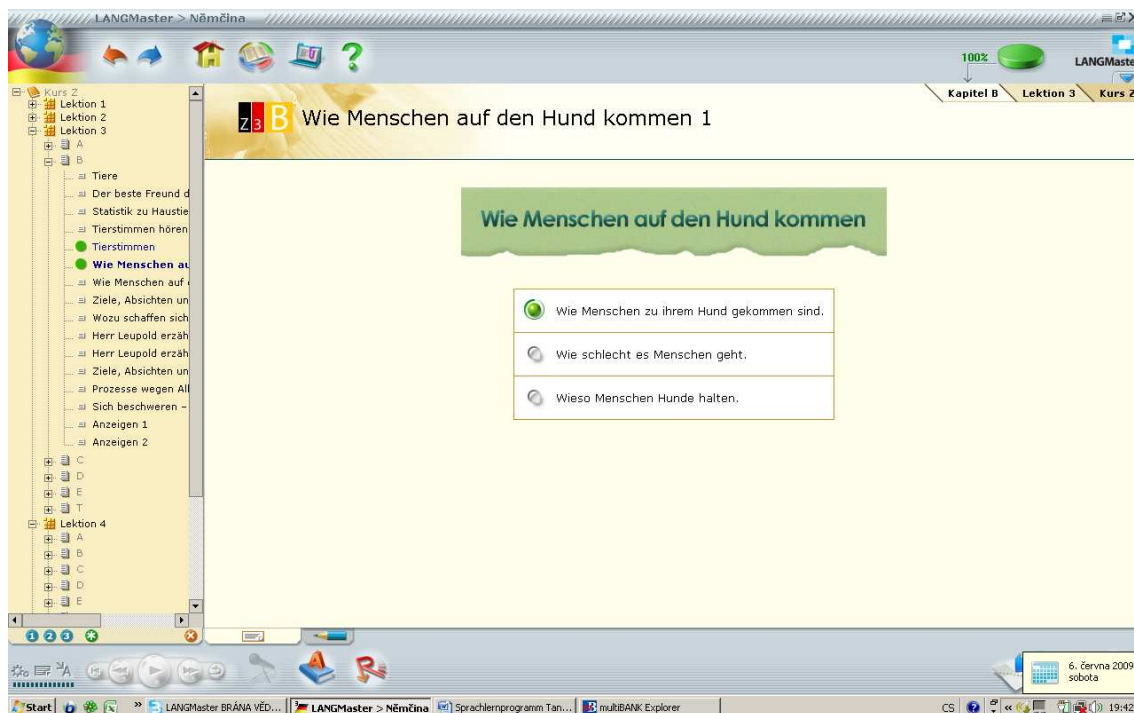 LANGMaster > Němčina
100%
LANGMaste
Kapitel B
Lektion 3
Kurs Z
Kurs Z
Lektion 1
Lektion 2
Lektion 3
A
B
Tiere
Der beste Freund d
Statistik zu Haustie
Tierstimmen hören
Tierstimmen
Wie Menschen au
Wie Menschen auf
Ziele, Absichten un
Wozu schaffen sich
Herr Leupold erzäh
Herr Leupold erzäh
Ziele, Absichten un
Prozesse wegen All
Sich beschweren –
Anzeigen 1
Anzeigen 2
C
D
E
T
Lektion 4
A
B
C
D
E
Z3 B Wie Menschen auf den Hund kommen 1
Wie Menschen auf den Hund kommen
Wie Menschen zu ihrem Hund gekommen sind.
Wie schlecht es Menschen geht.
Wieso Menschen Hunde halten.
1 2 3
6. června 2009
sobota
Start
LANGMaster BRÁNA VĚD...
LANGMaster > Němčina
Sprachlernprogramm Tan...
multiBANK Explorer
CS
19:42